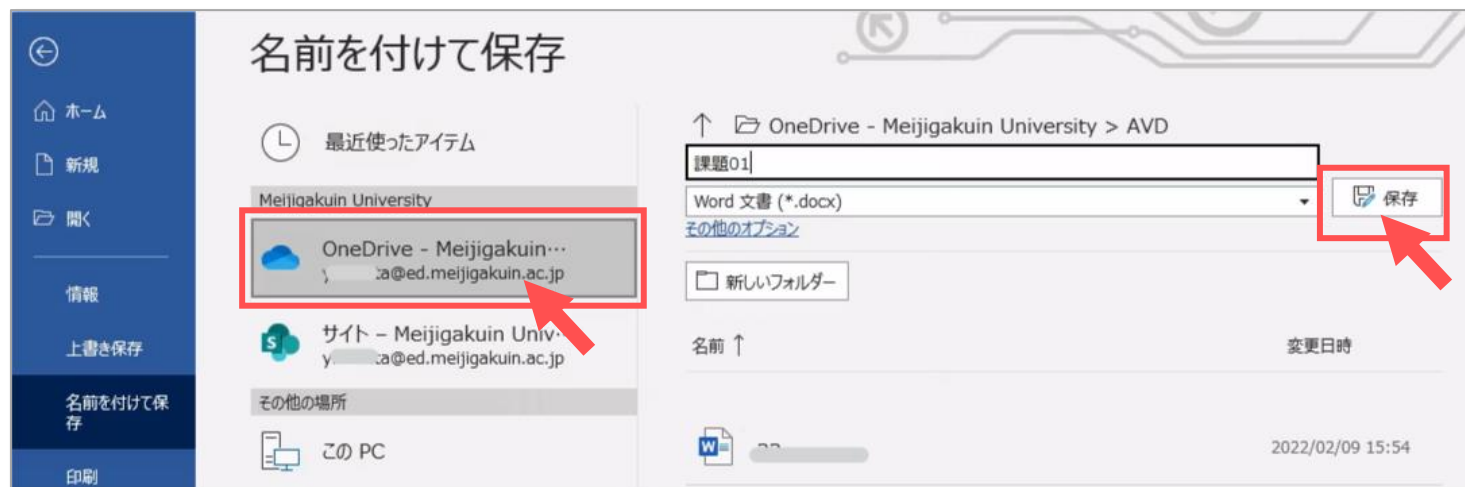 名前を付けて保存
ホーム
新規
開く
情報
上書き保存
名前を付けて保
存
印刷
最近使ったアイテム
Meijigakuin University
OneDrive - Meijigakuin…
a@ed.meijigakuin.ac.jp
サイト – Meijigakuin Univ…
y a@ed.meijigakuin.ac.jp
その他の場所
この PC
↑ OneDrive - Meijigakuin University > AVD
課題01
Word 文書 (*.docx)
保存
その他のオプション
新しいフォルダー
名前 ↑ 変更日時
2022/02/09 15:54